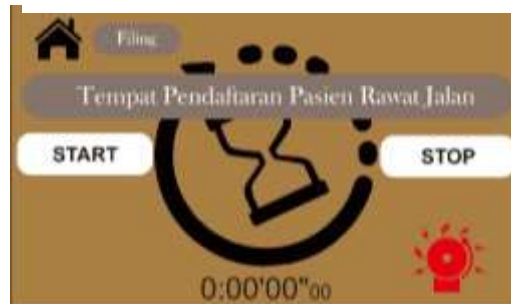 Filing
Tempat Pendaftaran Pasien Rawat Jalan
START
STOP
0:00'00"00